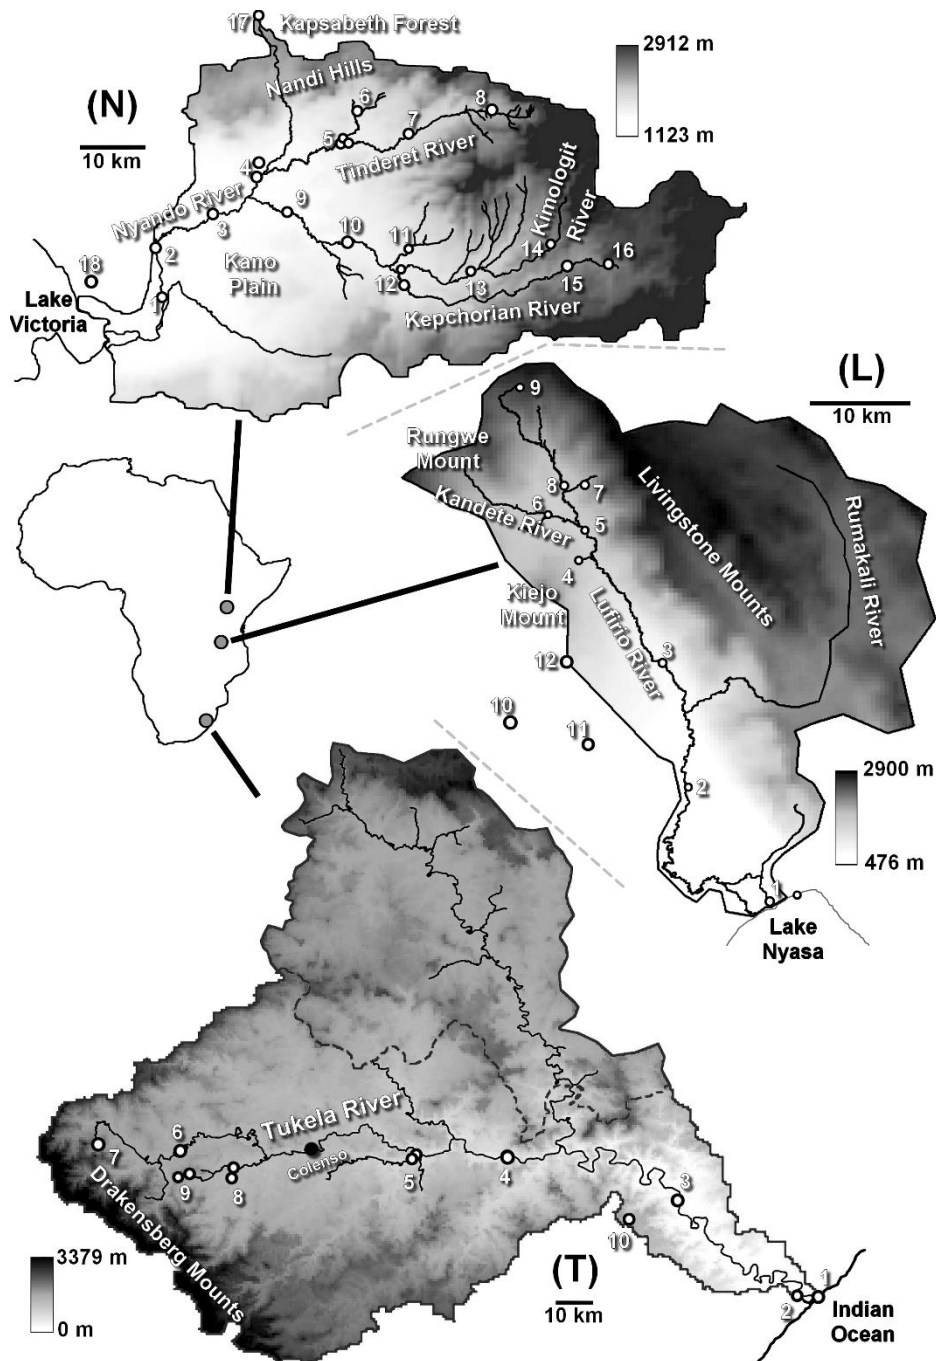 17 Kapsabeth Forest
2912 m
1123 m
(N)
10 km
Nandi Hills
6
8
7
5
Tinderet River
4
Nyando River
3
9
Kimologit
River
10
11
14
16
2
18
Kano
Plain
12
13
15
1
Lake
Victoria
Kepchorian River
(L)
10 km
9
Rungwe
Mount
Livingstone Mounts
Rumakali River
8
7
6
Kandete River
5
4
Kiejo
Mount
Lufirio River
12
3
10
11
2900 m
476 m
2
1
Lake
Nyasa
Tukela River
6
7
Colenso
9
8
5
4
3
10
Drakensberg Mounts
3379 m
0 m
(T)
10 km
1
2
Indian
Ocean